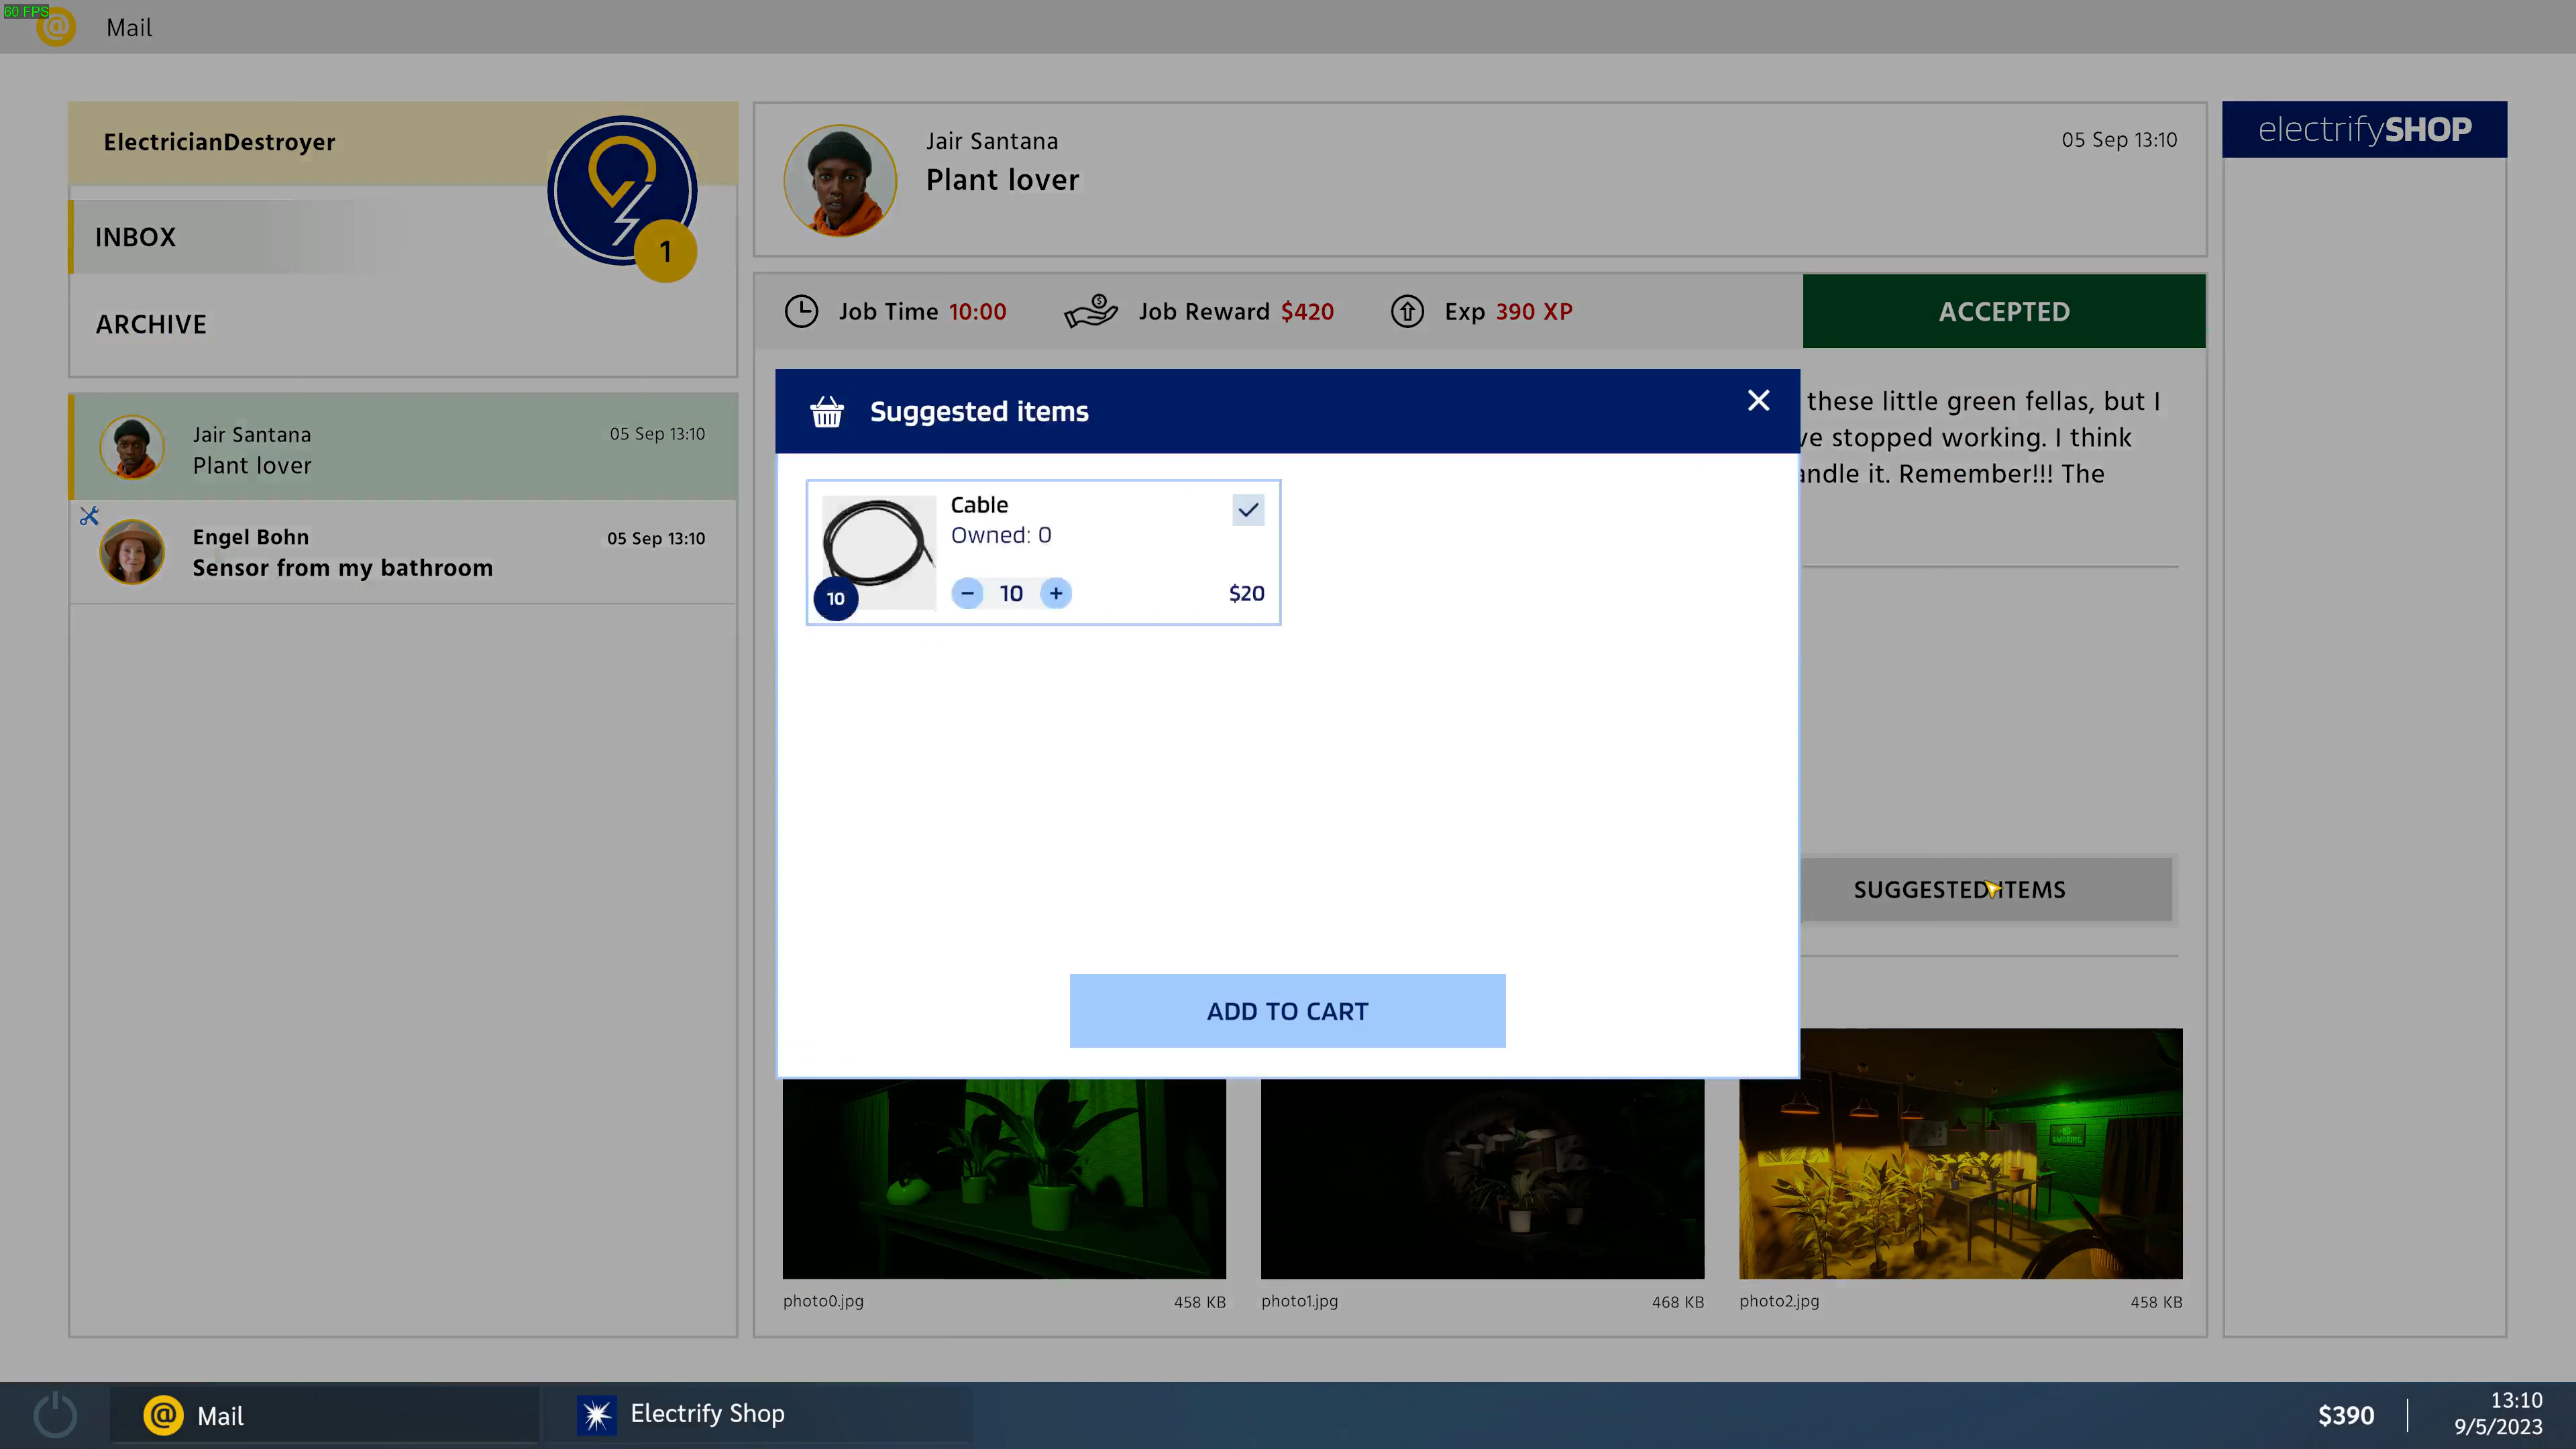 60 FPS
@ Mail
ElectricianDestroyer
1
INBOX
ARCHIVE
Jair Santana
05 Sep 13:10
Plant lover
Engel Bohn
05 Sep 13:10
Sensor from my bathroom
Jair Santana
05 Sep 13:10
Plant lover
Job Time 10:00
Job Reward $420
Exp 390 XP
ACCEPTED
these little green fellas, but I
ve stopped working. I think
andle it. Remember!!! The
Suggested items
Cable
Owned: 0
10
− 10 +
$20
ADD TO CART
SUGGESTED ITEMS
NO
SMOKING
photo0.jpg
458 KB
photo1.jpg
468 KB
photo2.jpg
458 KB
electrifySHOP
@ Mail
Electrify Shop
$390
13:10
9/5/2023